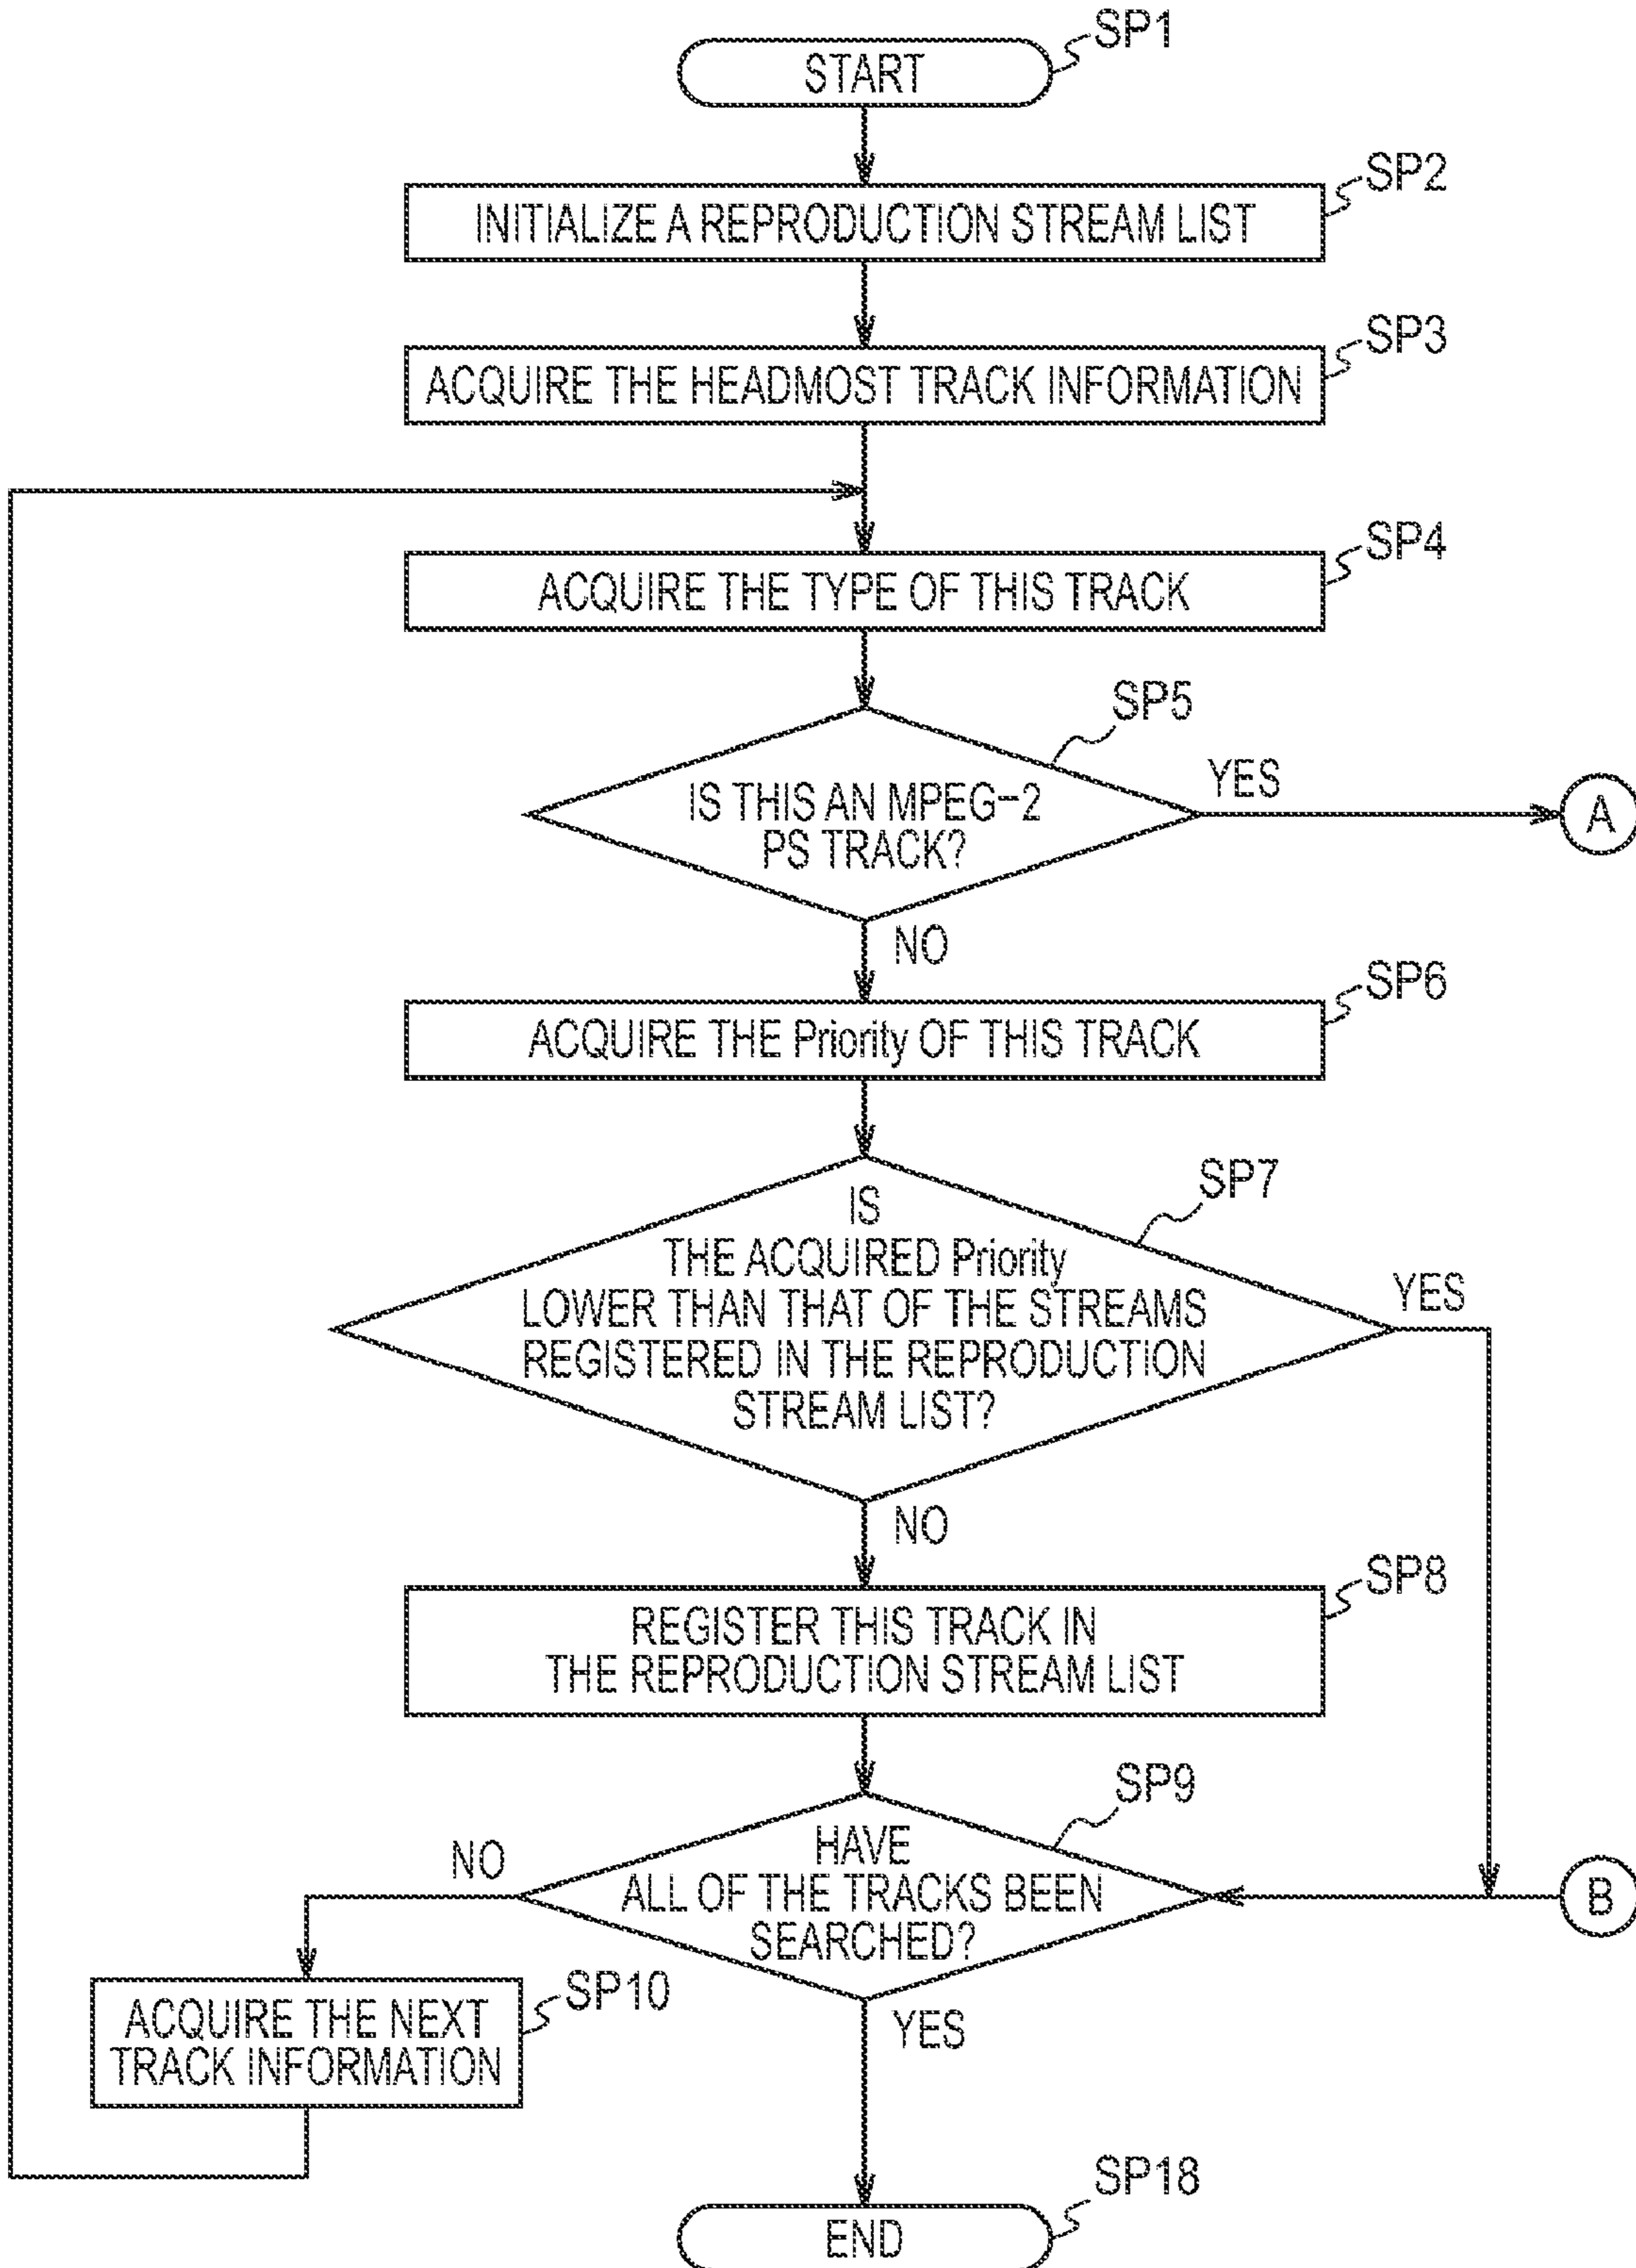 SP1
START
SP2
INITIALIZE A REPRODUCTION STREAM LIST
SP3
ACQUIRE THE HEADMOST TRACK INFORMATION
SP4
ACQUIRE THE TYPE OF THIS TRACK
SP5
IS THIS AN MPEG-2
PS TRACK?
YES
A
NO
SP6
ACQUIRE THE Priority OF THIS TRACK
SP7
IS
THE ACQUIRED Priority
LOWER THAN THAT OF THE STREAMS
REGISTERED IN THE REPRODUCTION
STREAM LIST?
YES
NO
SP8
REGISTER THIS TRACK IN
THE REPRODUCTION STREAM LIST
SP9
HAVE
ALL OF THE TRACKS BEEN
SEARCHED?
NO
B
SP10
ACQUIRE THE NEXT
TRACK INFORMATION
YES
SP18
END